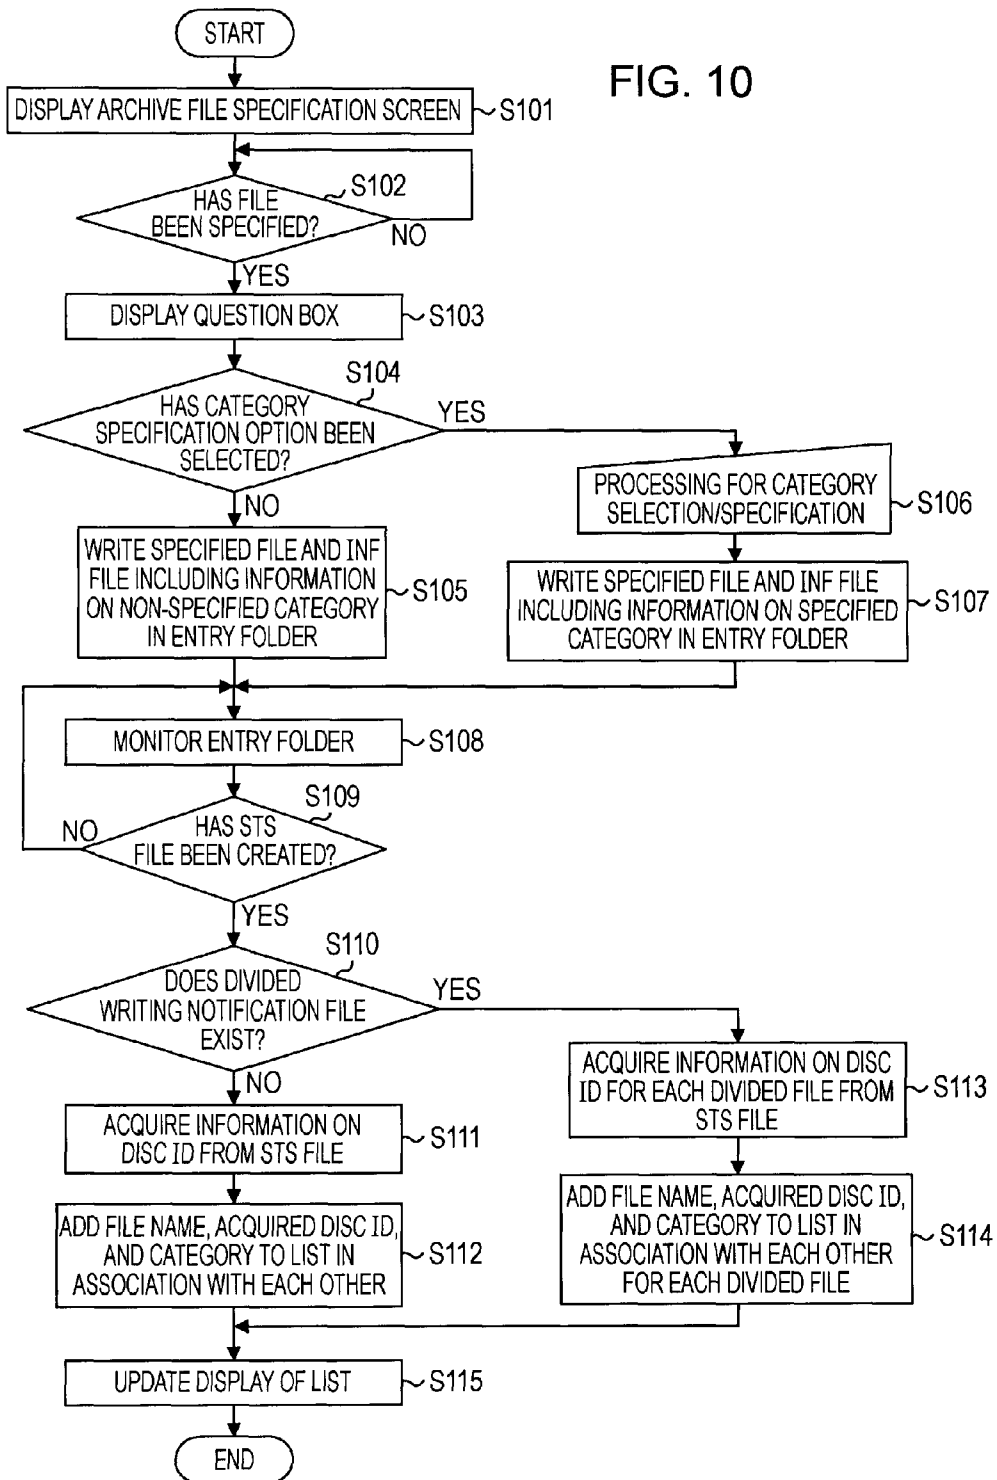 START
FIG. 10
DISPLAY ARCHIVE FILE SPECIFICATION SCREEN
S101
S102
HAS FILE
BEEN SPECIFIED?
NO
YES
DISPLAY QUESTION BOX
S103
S104
HAS CATEGORY
SPECIFICATION OPTION BEEN
SELECTED?
YES
NO
PROCESSING FOR CATEGORY
SELECTION/SPECIFICATION
S106
WRITE SPECIFIED FILE AND INF
FILE INCLUDING INFORMATION
ON NON-SPECIFIED CATEGORY
IN ENTRY FOLDER
S105
WRITE SPECIFIED FILE AND INF FILE
INCLUDING INFORMATION ON SPECIFIED
CATEGORY IN ENTRY FOLDER
S107
MONITOR ENTRY FOLDER
S108
S109
HAS STS
FILE BEEN CREATED?
NO
YES
S110
DOES DIVIDED
WRITING NOTIFICATION FILE
EXIST?
YES
NO
ACQUIRE INFORMATION ON DISC
ID FOR EACH DIVIDED FILE FROM
STS FILE
S113
ACQUIRE INFORMATION ON
DISC ID FROM STS FILE
S111
ADD FILE NAME, ACQUIRED DISC ID,
AND CATEGORY TO LIST IN
ASSOCIATION WITH EACH OTHER
S112
ADD FILE NAME, ACQUIRED DISC ID,
AND CATEGORY TO LIST IN
ASSOCIATION WITH EACH OTHER
FOR EACH DIVIDED FILE
S114
UPDATE DISPLAY OF LIST
S115
END